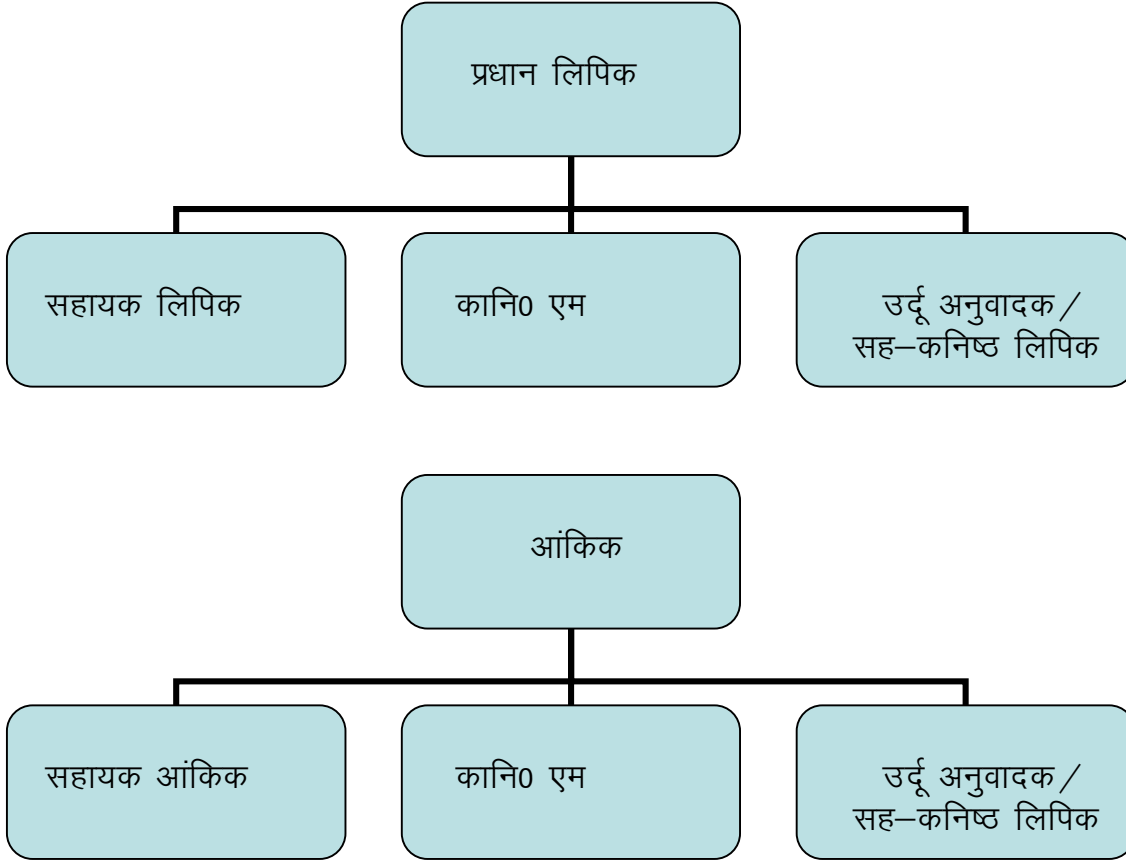 प्रधान लिपिक
सहायक लिपिक
कानि0 एम
उर्दू अनुवादक /
सह–कनिष्ठ लिपिक
आंकिक
सहायक आंकिक
कानि0 एम
उर्दू अनुवादक /
सह–कनिष्ठ लिपिक